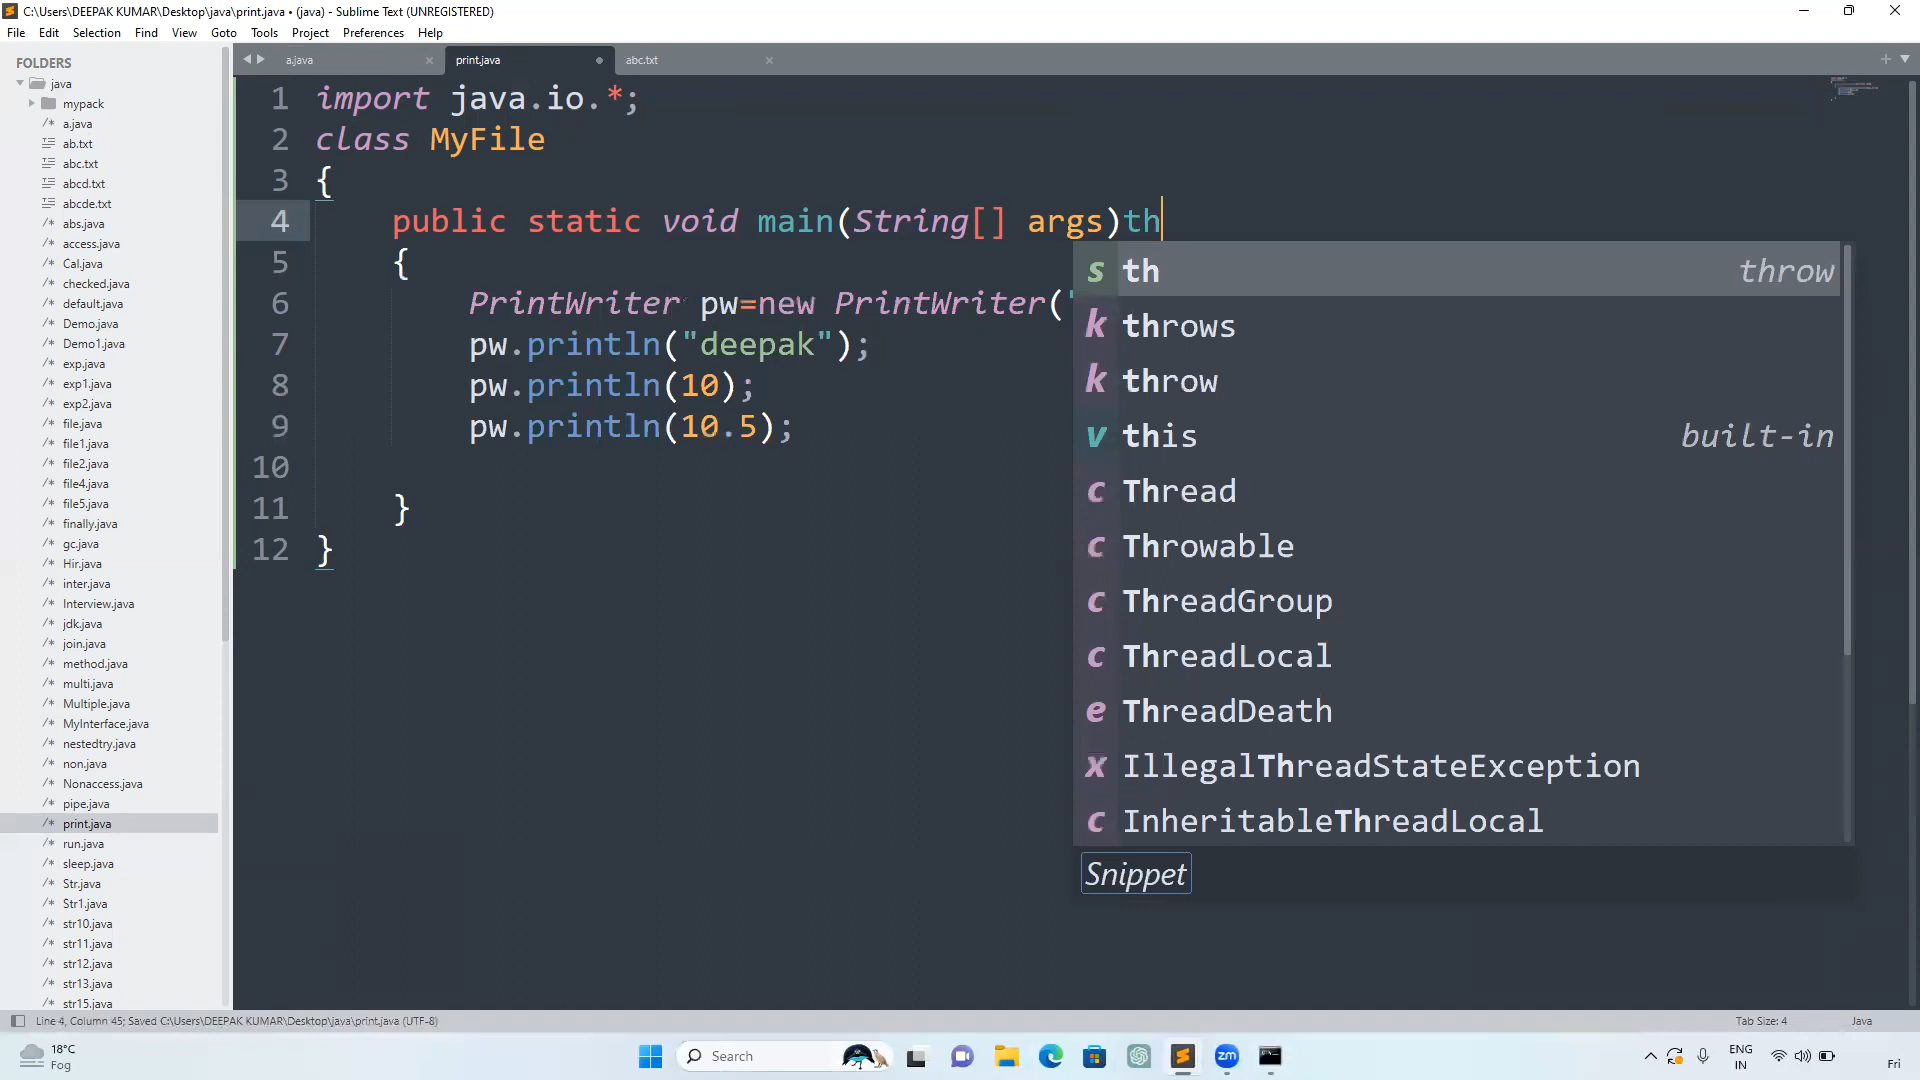 C:\Users\DEEPAK KUMAR\Desktop\java\print.java • (java) - Sublime Text (UNREGISTERED)
File Edit Selection Find View Goto Tools Project Preferences Help
FOLDERS
java
mypack
a.java
ab.txt
abc.txt
abcd.txt
abcde.txt
abs.java
access.java
Cal.java
checked.java
default.java
Demo.java
Demo1.java
exp.java
exp1.java
exp2.java
file.java
file1.java
file2.java
file4.java
file5.java
finally.java
gc.java
Hir.java
inter.java
Interview.java
jdk.java
join.java
method.java
multi.java
Multiple.java
MyInterface.java
nestedtry.java
non.java
Nonaccess.java
pipe.java
print.java
run.java
sleep.java
Str.java
Str1.java
str10.java
str11.java
str12.java
str13.java
str15.java
a.java print.java abc.txt
1 import java.io.*;
2 class MyFile
3 {
4 public static void main(String[] args)th
5 {
6 PrintWriter pw=new PrintWriter("
7 pw.println("deepak");
8 pw.println(10);
9 pw.println(10.5);
10
11 }
12 }
s th throw
k throws
k throw
v this built-in
c Thread
c Throwable
c ThreadGroup
c ThreadLocal
e ThreadDeath
x IllegalThreadStateException
c InheritableThreadLocal
Snippet
Line 4, Column 45; Saved C:\Users\DEEPAK KUMAR\Desktop\java\print.java (UTF-8) Tab Size: 4 Java
18°C
Fog
Search
zm
ENG
IN
Fri